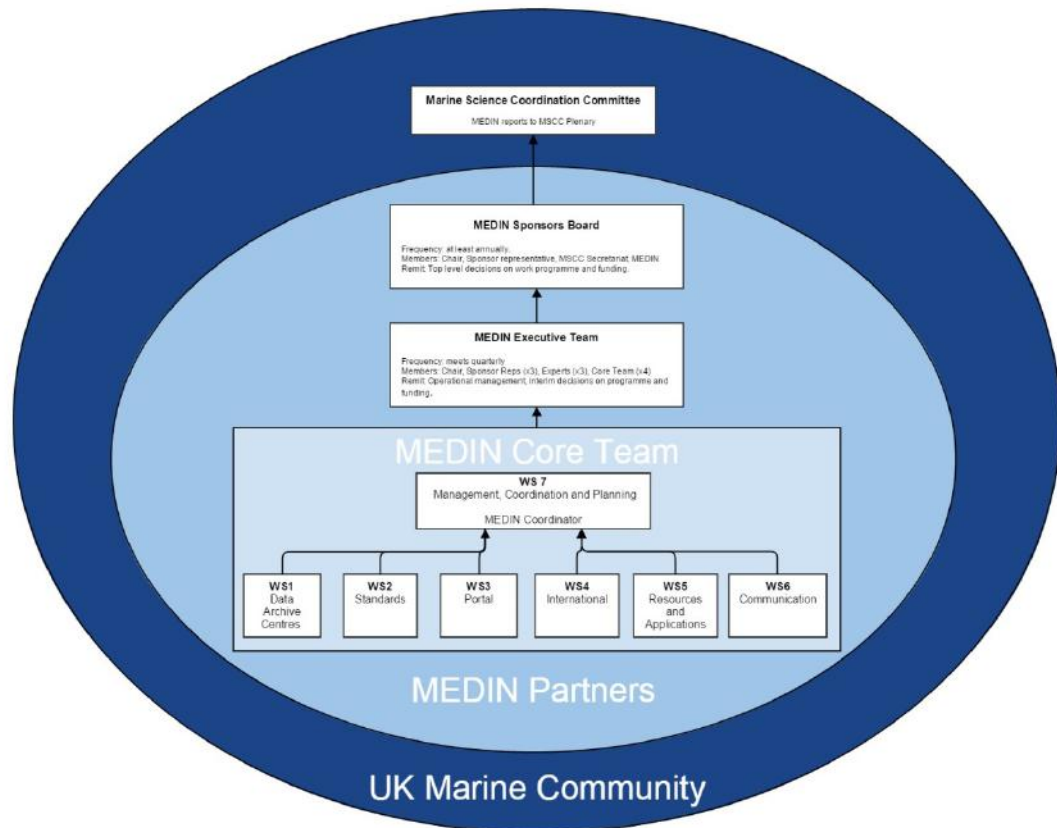 Marine Science Coordination Committee
MEDIN reports to MSCC Plenary
MEDIN Sponsors Board
Frequency: at least annually.
Members: Chair, Sponsor representative, MSCC Secretariat, MEDIN
Remit: Top level decisions on work programme and funding.
MEDIN Executive Team
Frequency: meets quarterly
Members: Chair, Sponsor Reps (x3), Experts (x3), Core Team (x4)
Remit: Operational management, interim decisions on programme and
funding.
MEDIN Core Team
WS 7
Management, Coordination and Planning
MEDIN Coordinator
WS1
Data
Archive
Centres
WS2
Standards
WS3
Portal
WS4
International
WS5
Resources
and
Applications
WS6
Communication
MEDIN Partners
UK Marine Community